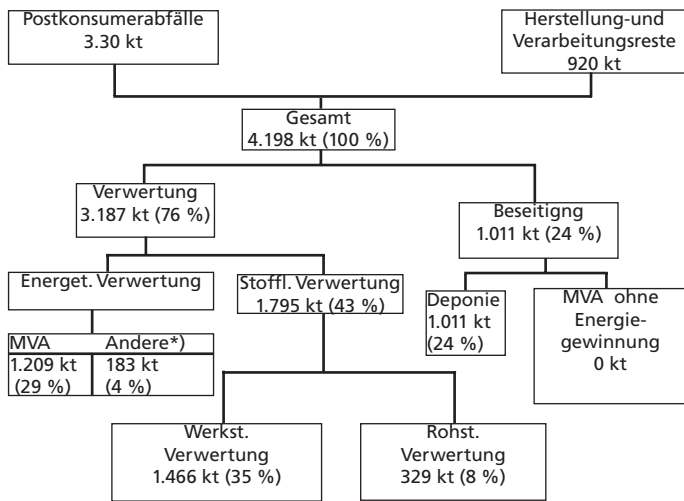 Postkonsumerabfälle
3.30 kt
Herstellung-und
Verarbeitungsreste
920 kt
Gesamt
4.198 kt (100 %)
Verwertung
3.187 kt (76 %)
Beseitigng
1.011 kt (24 %)
Energet. Verwertung
Stoffl. Verwertung
1.795 kt (43 %)
Deponie
1.011 kt
(24 %)
MVA ohne
Energie-
gewinnung
0 kt
MVA
1.209 kt
(29 %)
Andere*)
183 kt
(4 %)
Werkst.
Verwertung
1.466 kt (35 %)
Rohst.
Verwertung
329 kt (8 %)